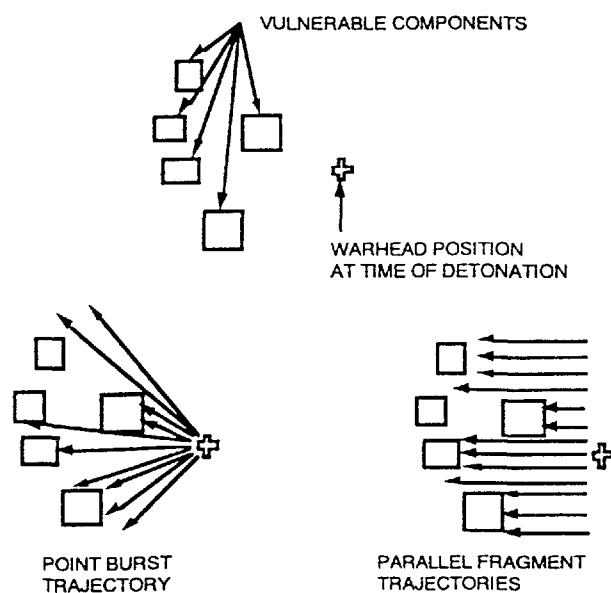 VULNERABLE COMPONENTS
WARHEAD POSITION
AT TIME OF DETONATION
POINT BURST
TRAJECTORY
PARALLEL FRAGMENT
TRAJECTORIES